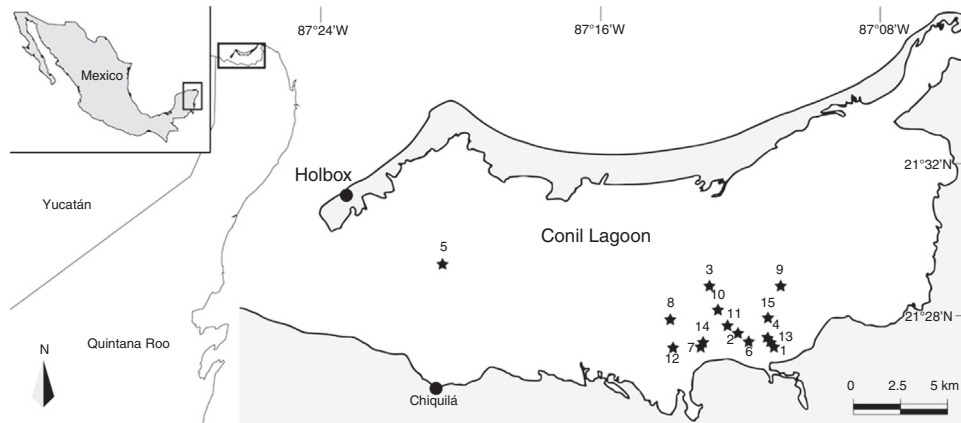 87°24'W
87°16'W
87°08'W
Mexico
21°32'N
Holbox
Yucatán
Conil Lagoon
5
3
9
10
8
15
11
21°28'N
4
14
2
13
12
7
6
1
Quintana Roo
N
0 2.5 5 km
Chiquilá